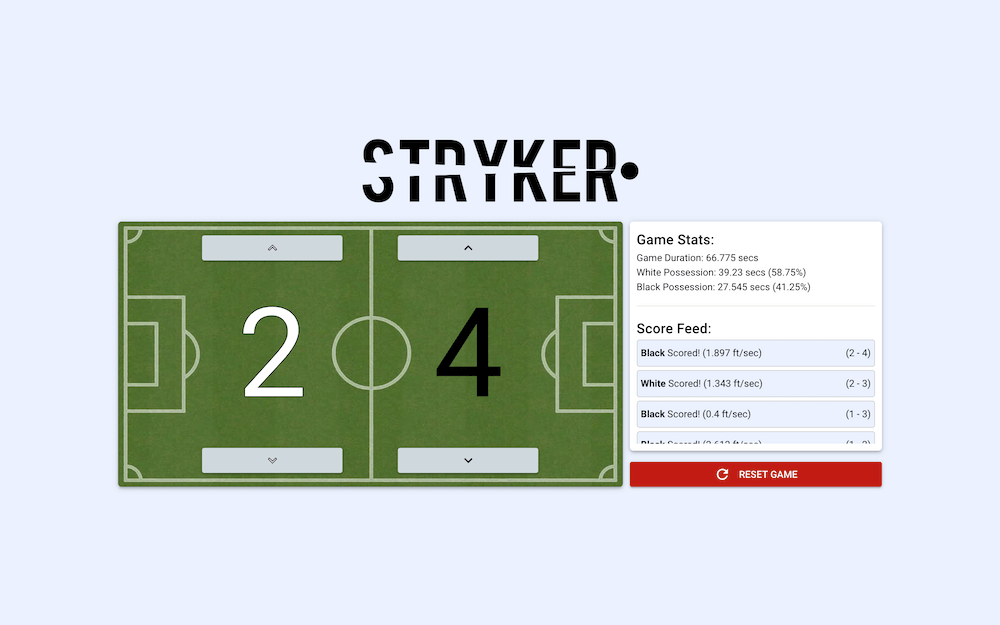 STRYKER
2
4
Game Stats:
Game Duration: 66.775 secs
White Possession: 39.23 secs (58.75%)
Black Possession: 27.545 secs (41.25%)
Score Feed:
Black Scored! (1.897 ft/sec) (2 - 4)
White Scored! (1.343 ft/sec) (2 - 3)
Black Scored! (0.4 ft/sec) (1 - 3)
Black Scored!
RESET GAME